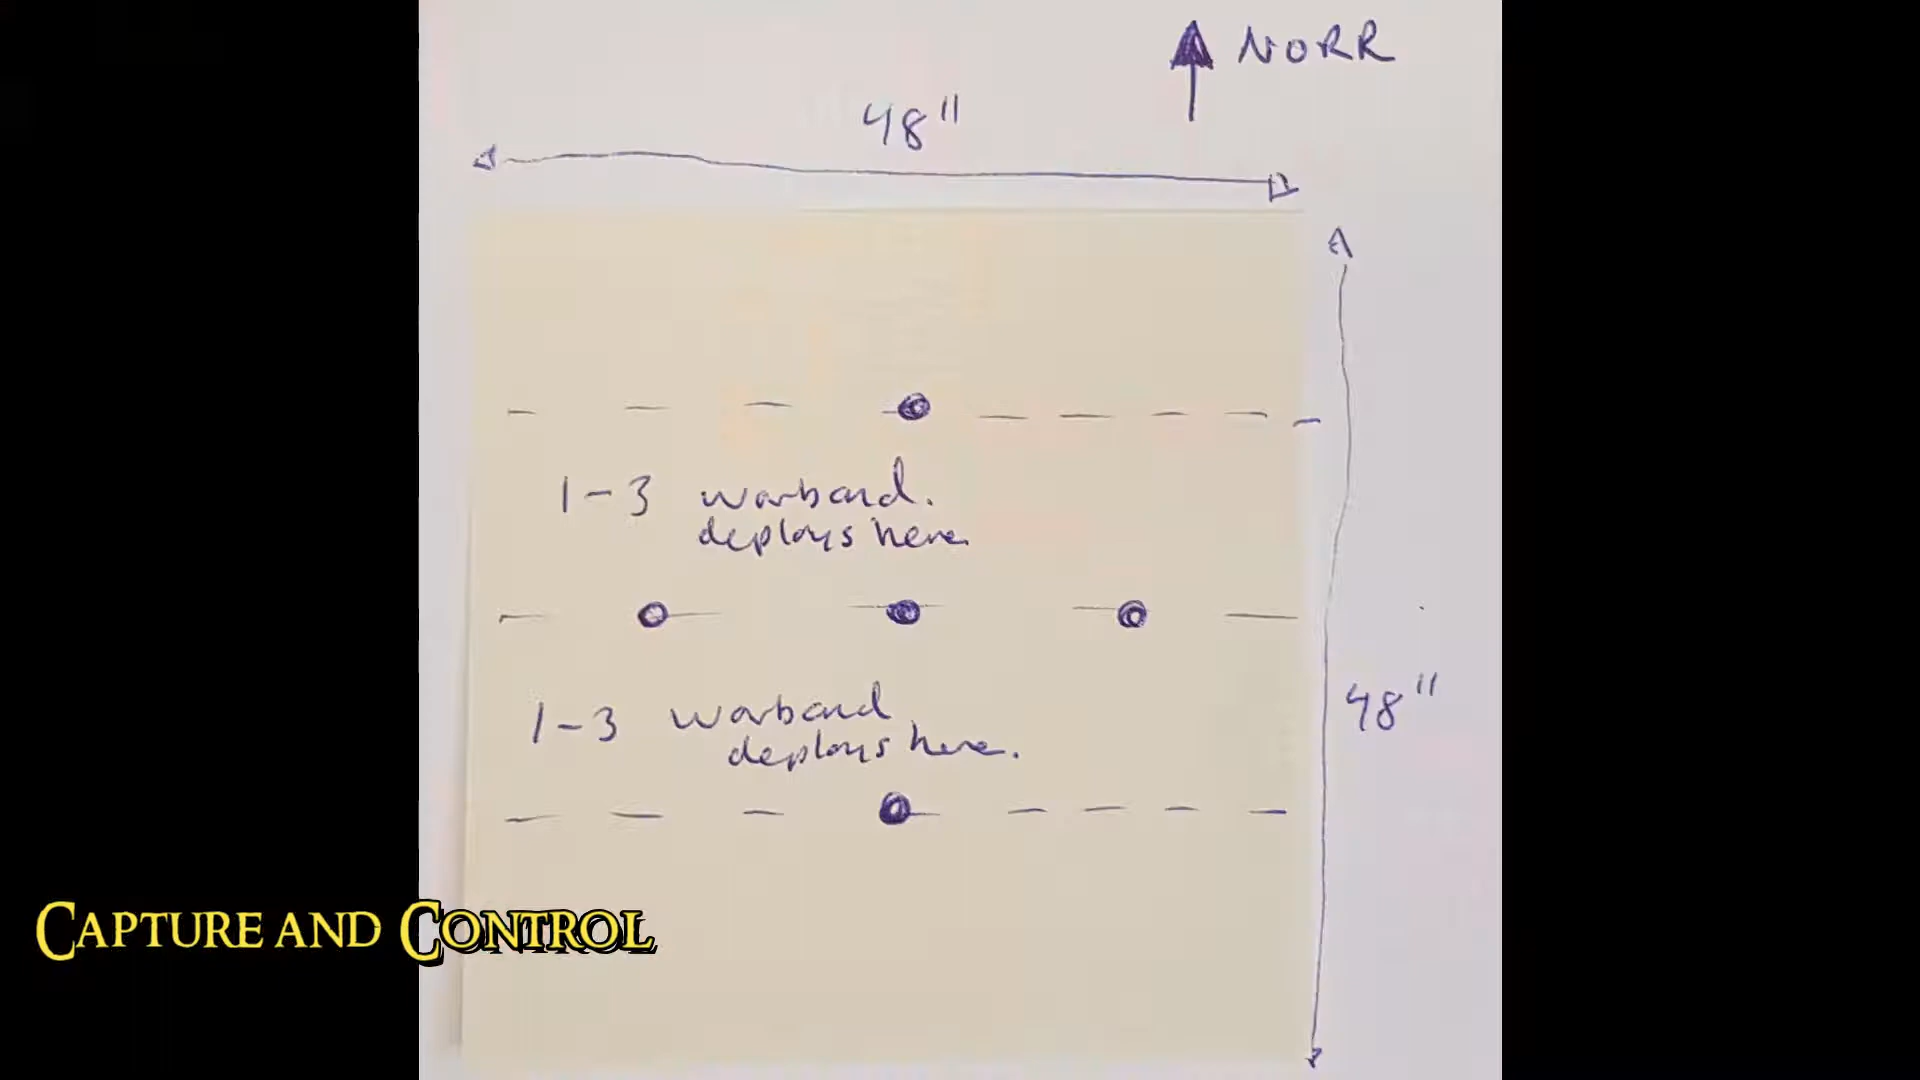 NORR
48"
1-3 warband.
deploys here.
1-3 warband
deploys here.
48"
CAPTURE AND CONTROL